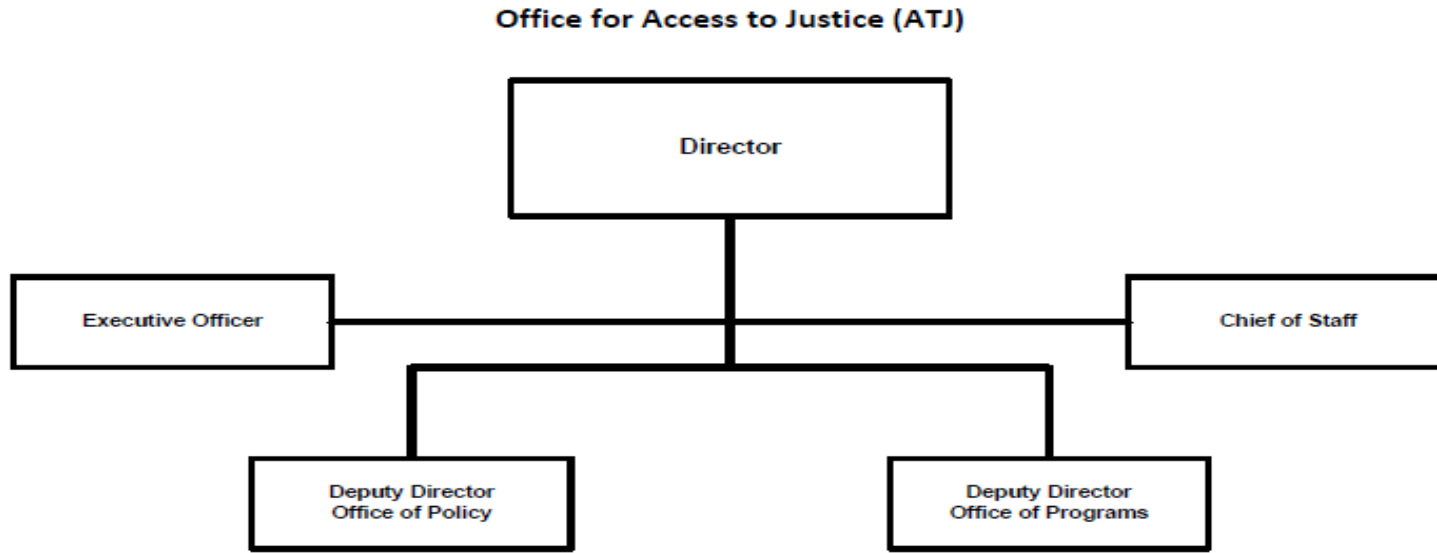 Office for Access to Justice (ATJ)
Director
Executive Officer
Chief of Staff
Deputy Director
Office of Policy
Deputy Director
Office of Programs